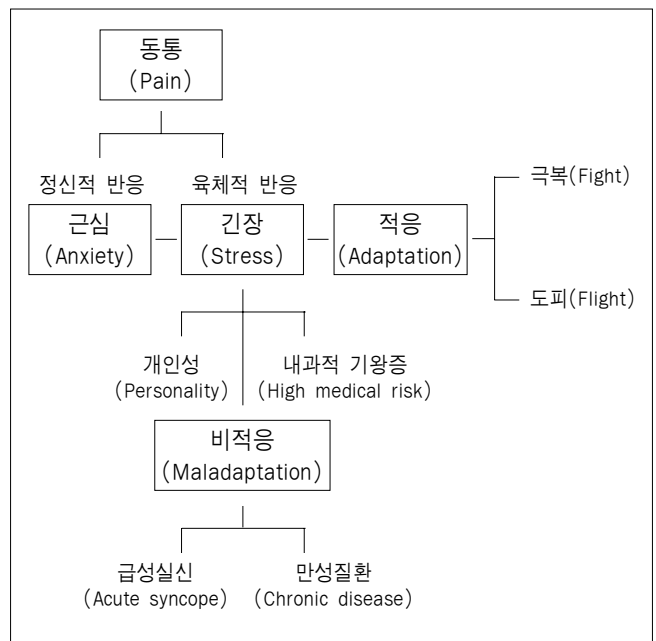 동통
(Pain)
정신적 반응
육체적 반응
근심
(Anxiety)
긴장
(Stress)
적응
(Adaptation)
극복(Fight)
도피(Flight)
개인성
(Personality)
내과적 기왕증
(High medical risk)
비적응
(Maladaptation)
급성실신
(Acute syncope)
만성질환
(Chronic disease)